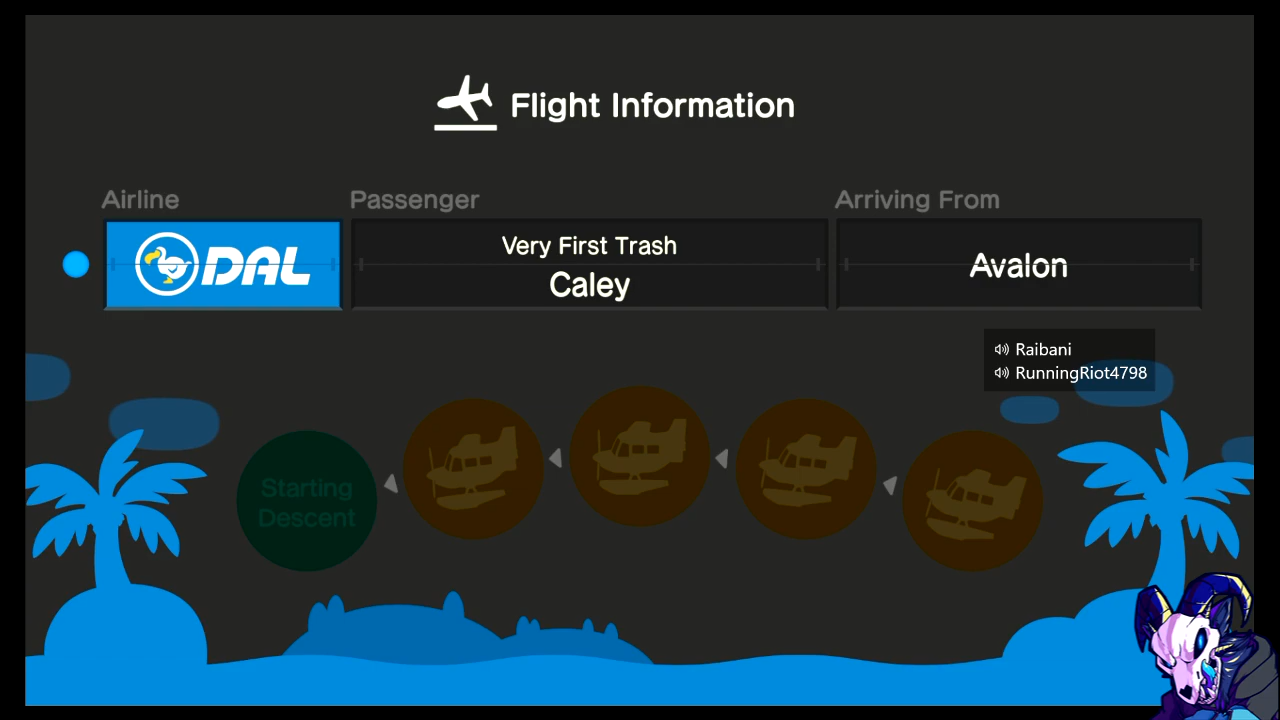 Flight Information
Airline
Passenger
Arriving From
DAL
Very First Trash
Caley
Avalon
Raibani
RunningRiot4798
Starting
Descent